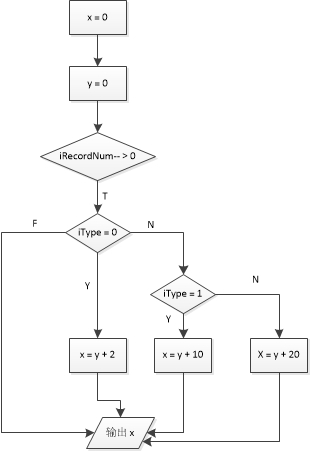 x = 0
y = 0
iRecordNum-- > 0
T
F
iType = 0
N
iType = 1
N
Y
Y
x = y + 2
x = y + 10
X = y + 20
输出 x